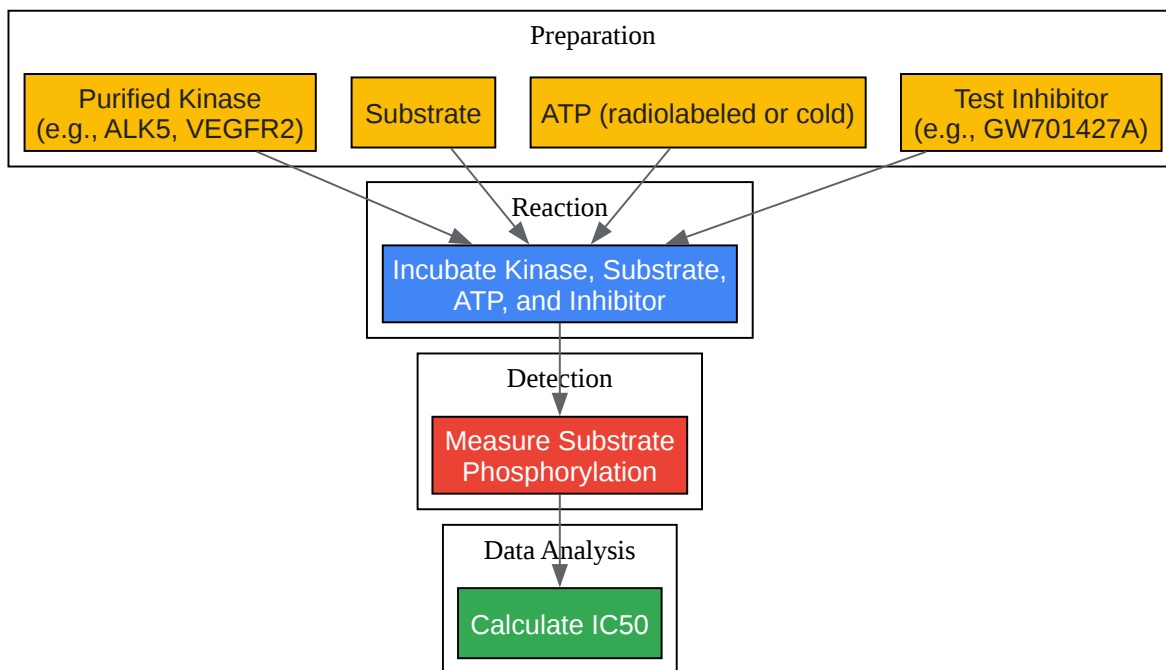 Preparation
Purified Kinase
(e.g., ALK5, VEGFR2)
Substrate
ATP (radiolabeled or cold)
Test Inhibitor
(e.g., GW701427A)
Reaction
Incubate Kinase, Substrate,
ATP, and Inhibitor
Detection
Measure Substrate
Phosphorylation
Data Analysis
Calculate IC50